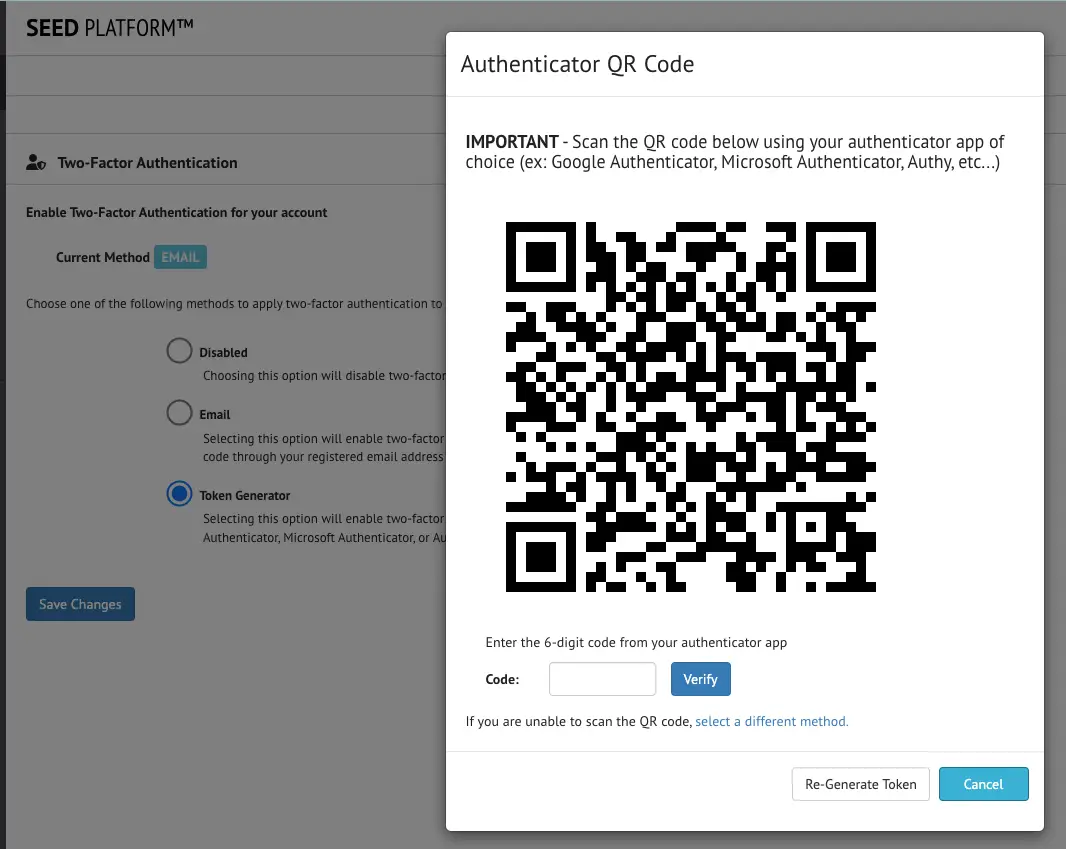 SEED PLATFORM™
Authenticator QR Code
IMPORTANT - Scan the QR code below using your authenticator app of
choice (ex: Google Authenticator, Microsoft Authenticator, Authy, etc...)
Two-Factor Authentication
Enable Two-Factor Authentication for your account
Current Method EMAIL
Choose one of the following methods to apply two-factor authentication to
Disabled
Choosing this option will disable two-factor
Email
Selecting this option will enable two-factor
code through your registered email address
Token Generator
Selecting this option will enable two-factor
Authenticator, Microsoft Authenticator, or Au
Save Changes
Enter the 6-digit code from your authenticator app
Code:
Verify
If you are unable to scan the QR code, select a different method.
Re-Generate Token
Cancel